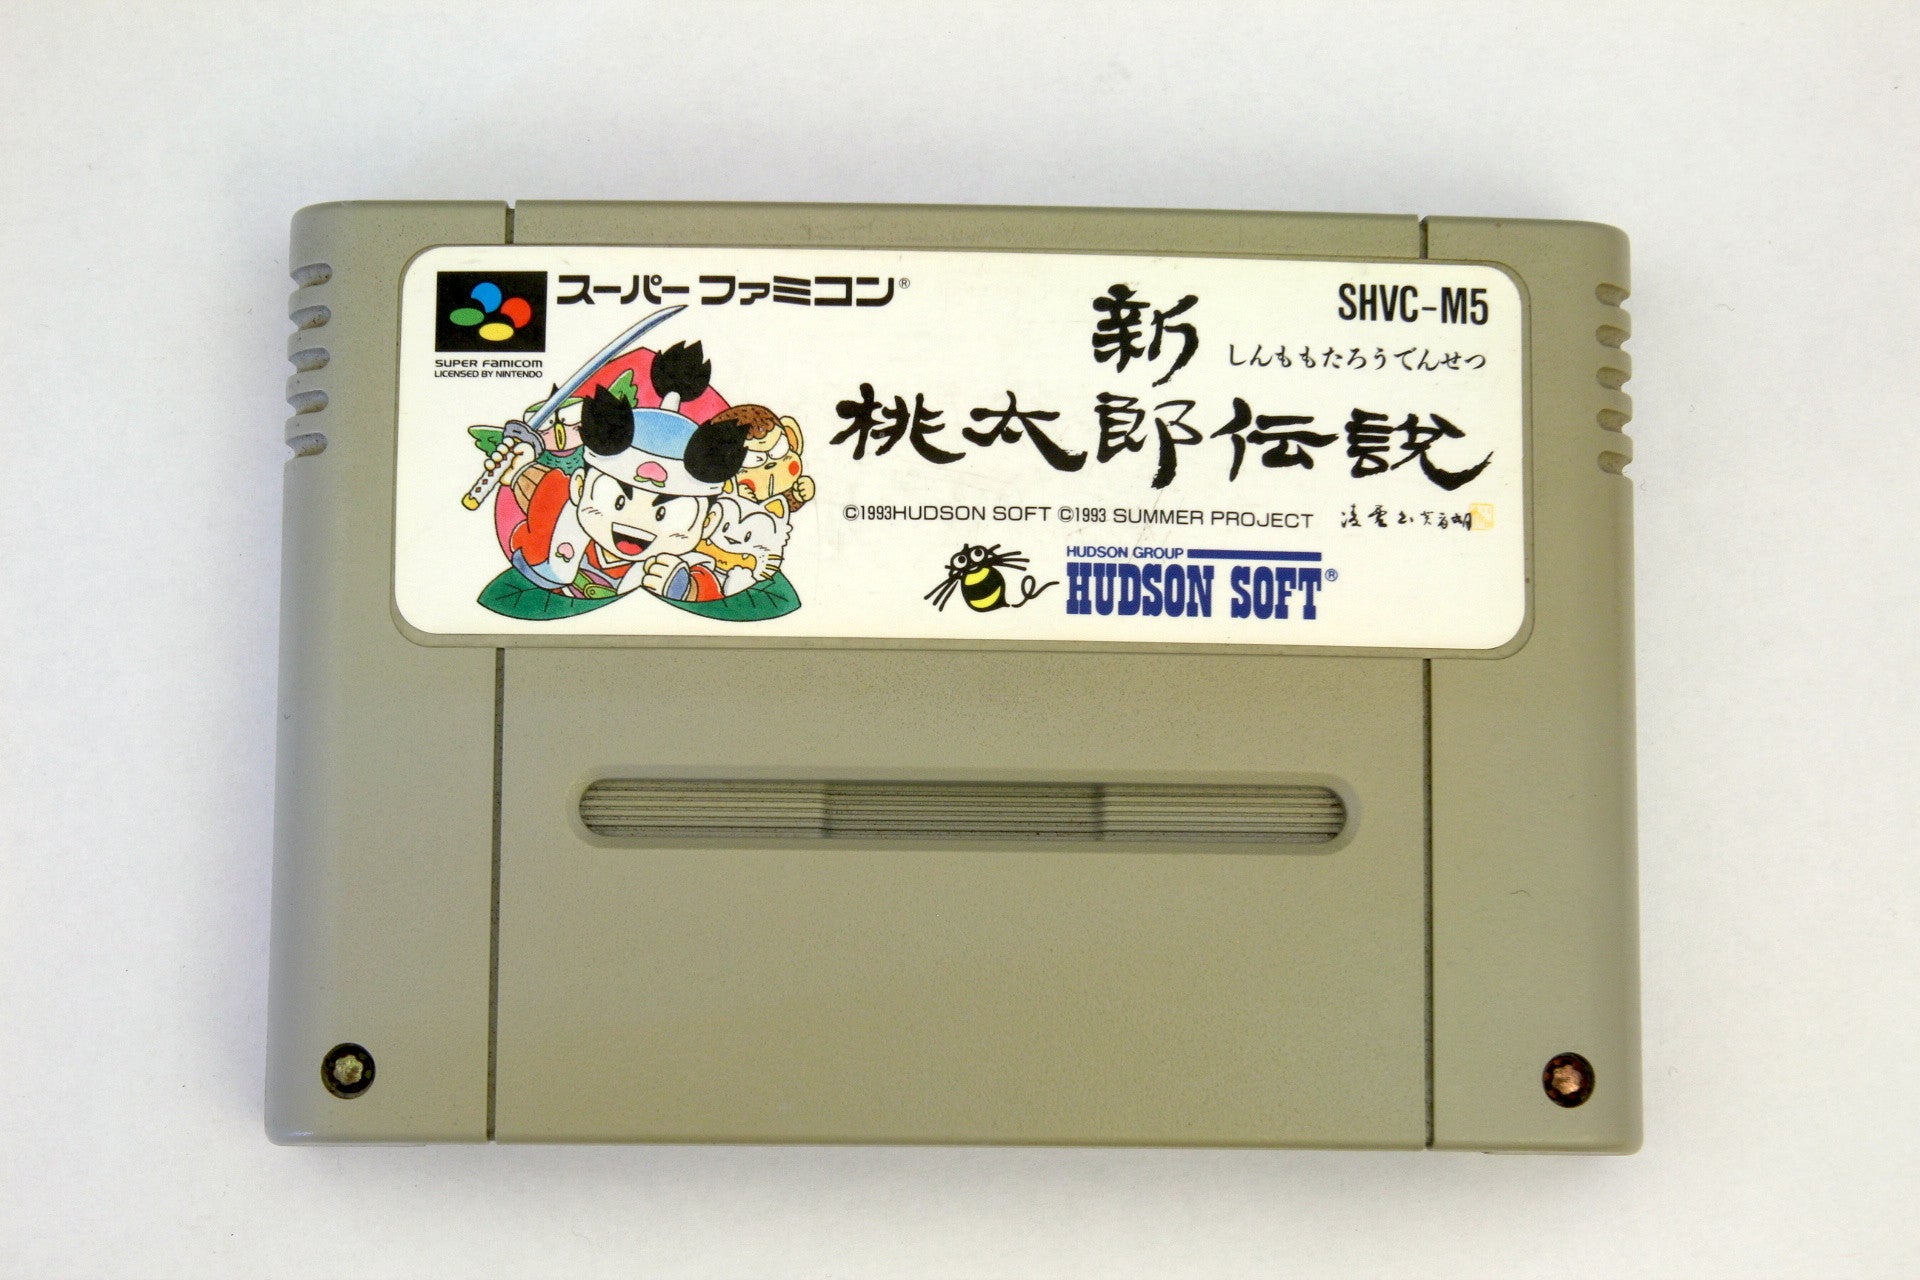 スーパーファミコン®
SUPER FAMICOM
LICENSED BY NINTENDO
SHVC-M5
新
しんももたろうでんせつ
桃太郎伝説
©1993HUDSON SOFT ©1993 SUMMER PROJECT
HUDSON GROUP
HUDSON SOFT®